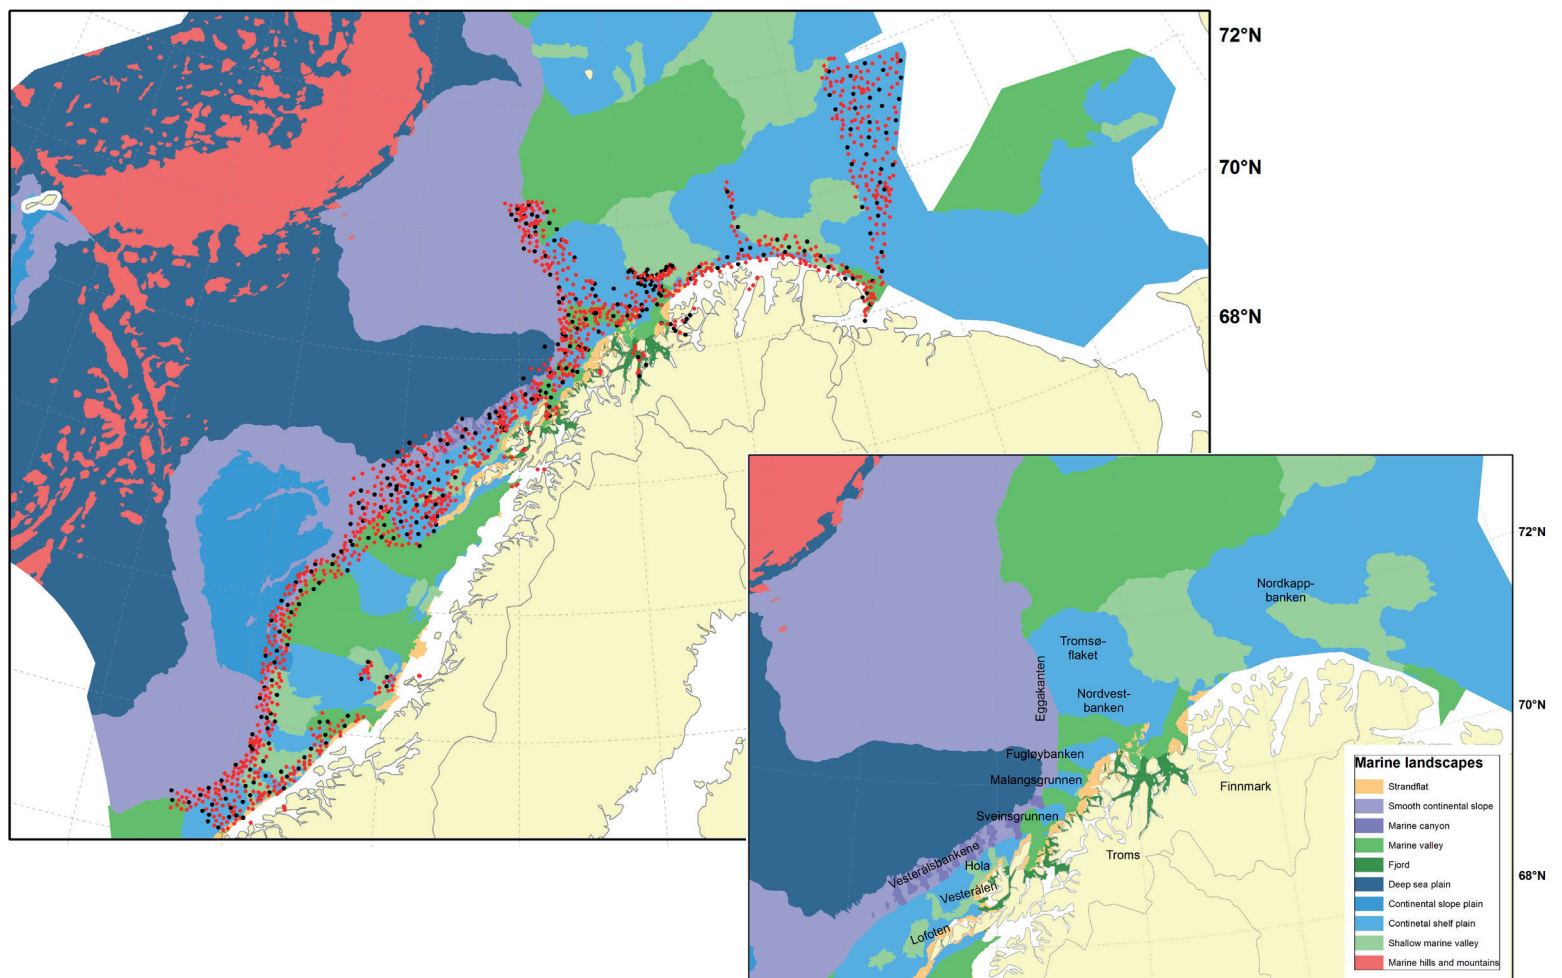 72°N
70°N
68°N
72°N
Nordkapp-
banken
Tromsø-
flaket
Eggakanten
Nordvest-
banken
70°N
Fugløybanken
Malangsgrunnen
Finnmark
Sveinsgrunnen
Troms
Vesterålsbankene
Hola
Vesterålen
Lofoten
68°N
Marine landscapes
Strandflat
Smooth continental slope
Marine canyon
Marine valley
Fjord
Deep sea plain
Continental slope plain
Continetal shelf plain
Shallow marine valley
Marine hills and mountains